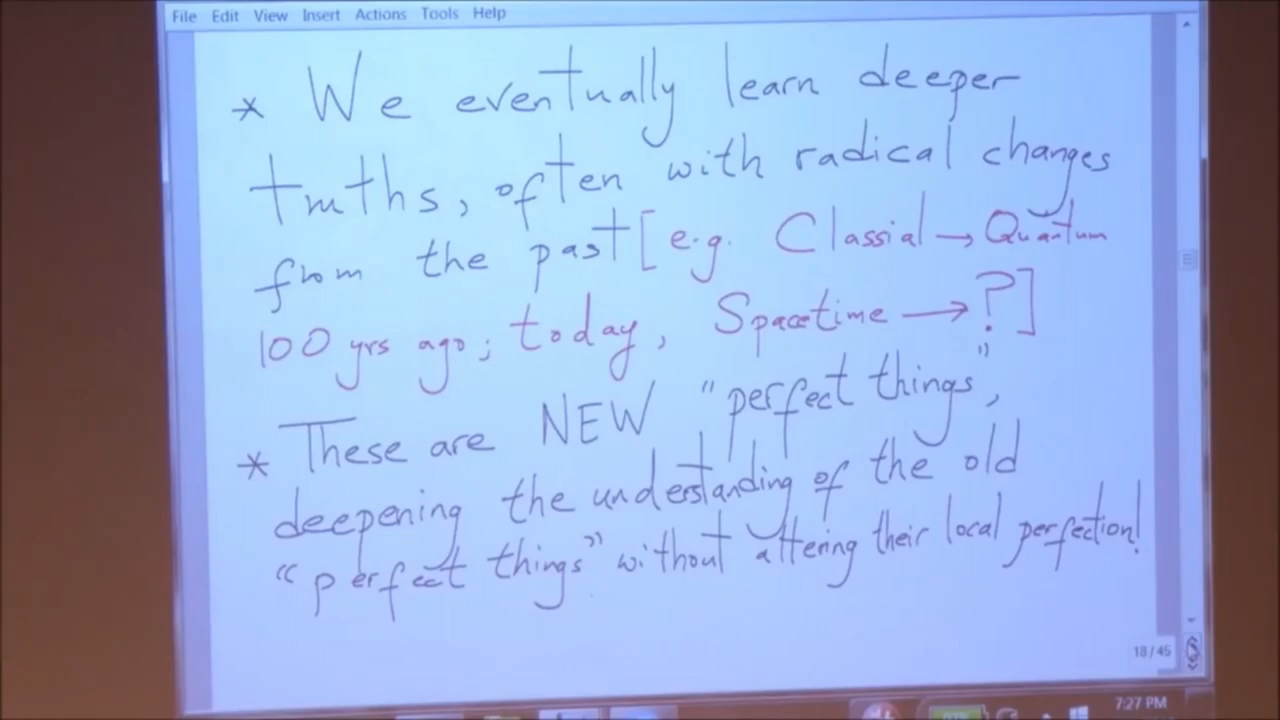 File Edit View Insert Actions Tools Help
* We eventually learn deeper
truths, often with radical changes
from the past [e.g. Classial → Quantum
100 yrs ago; today, Spacetime → ?]
* These are NEW "perfect things",
deepening the understanding of the old
"perfect things" without altering their local perfection!
18/45
7:27 PM